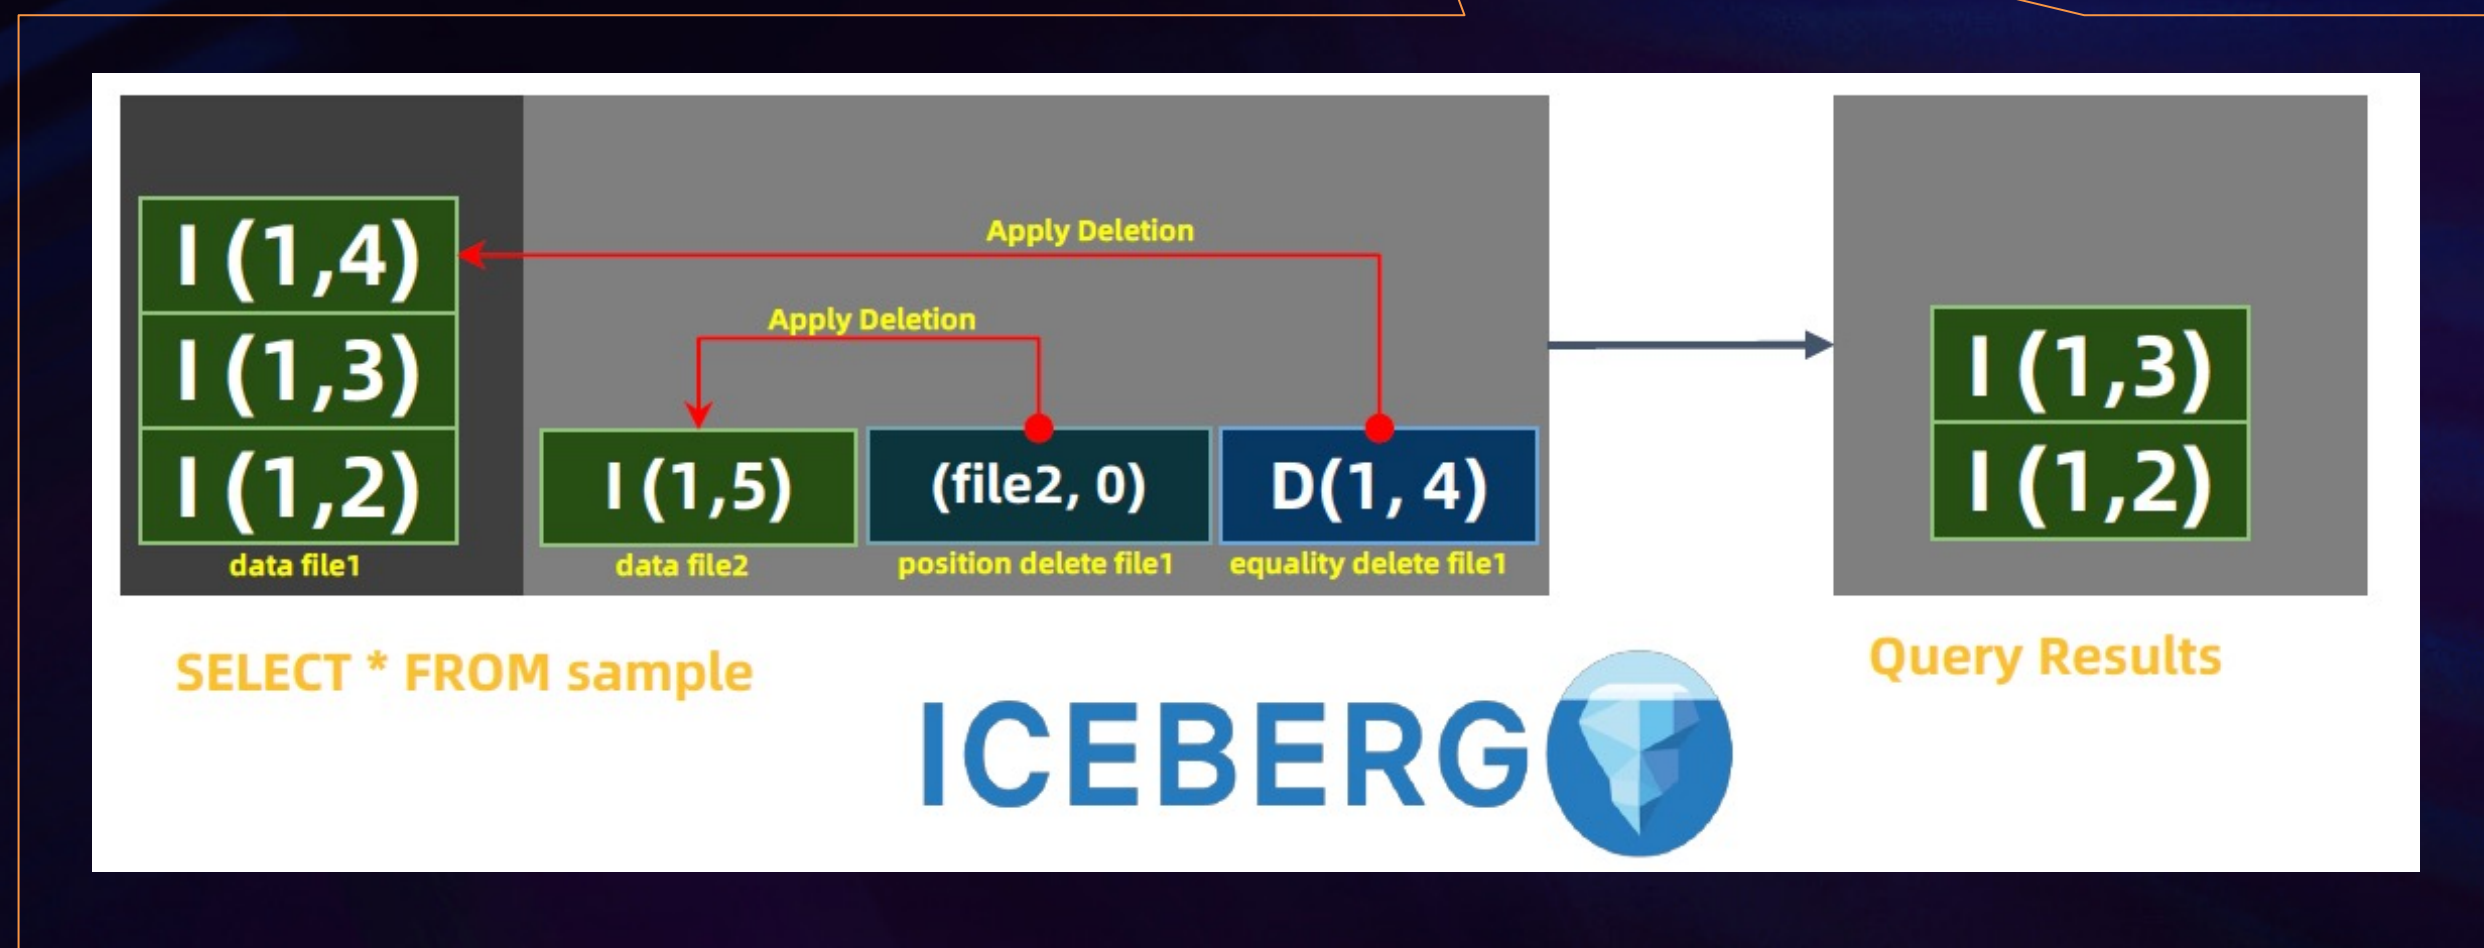 I (1,4)
I (1,3)
I (1,2)
data file1
Apply Deletion
Apply Deletion
I (1,5)
data file2
(file2, 0)
position delete file1
D(1, 4)
equality delete file1
I (1,3)
I (1,2)
SELECT * FROM sample
Query Results
ICEBERG